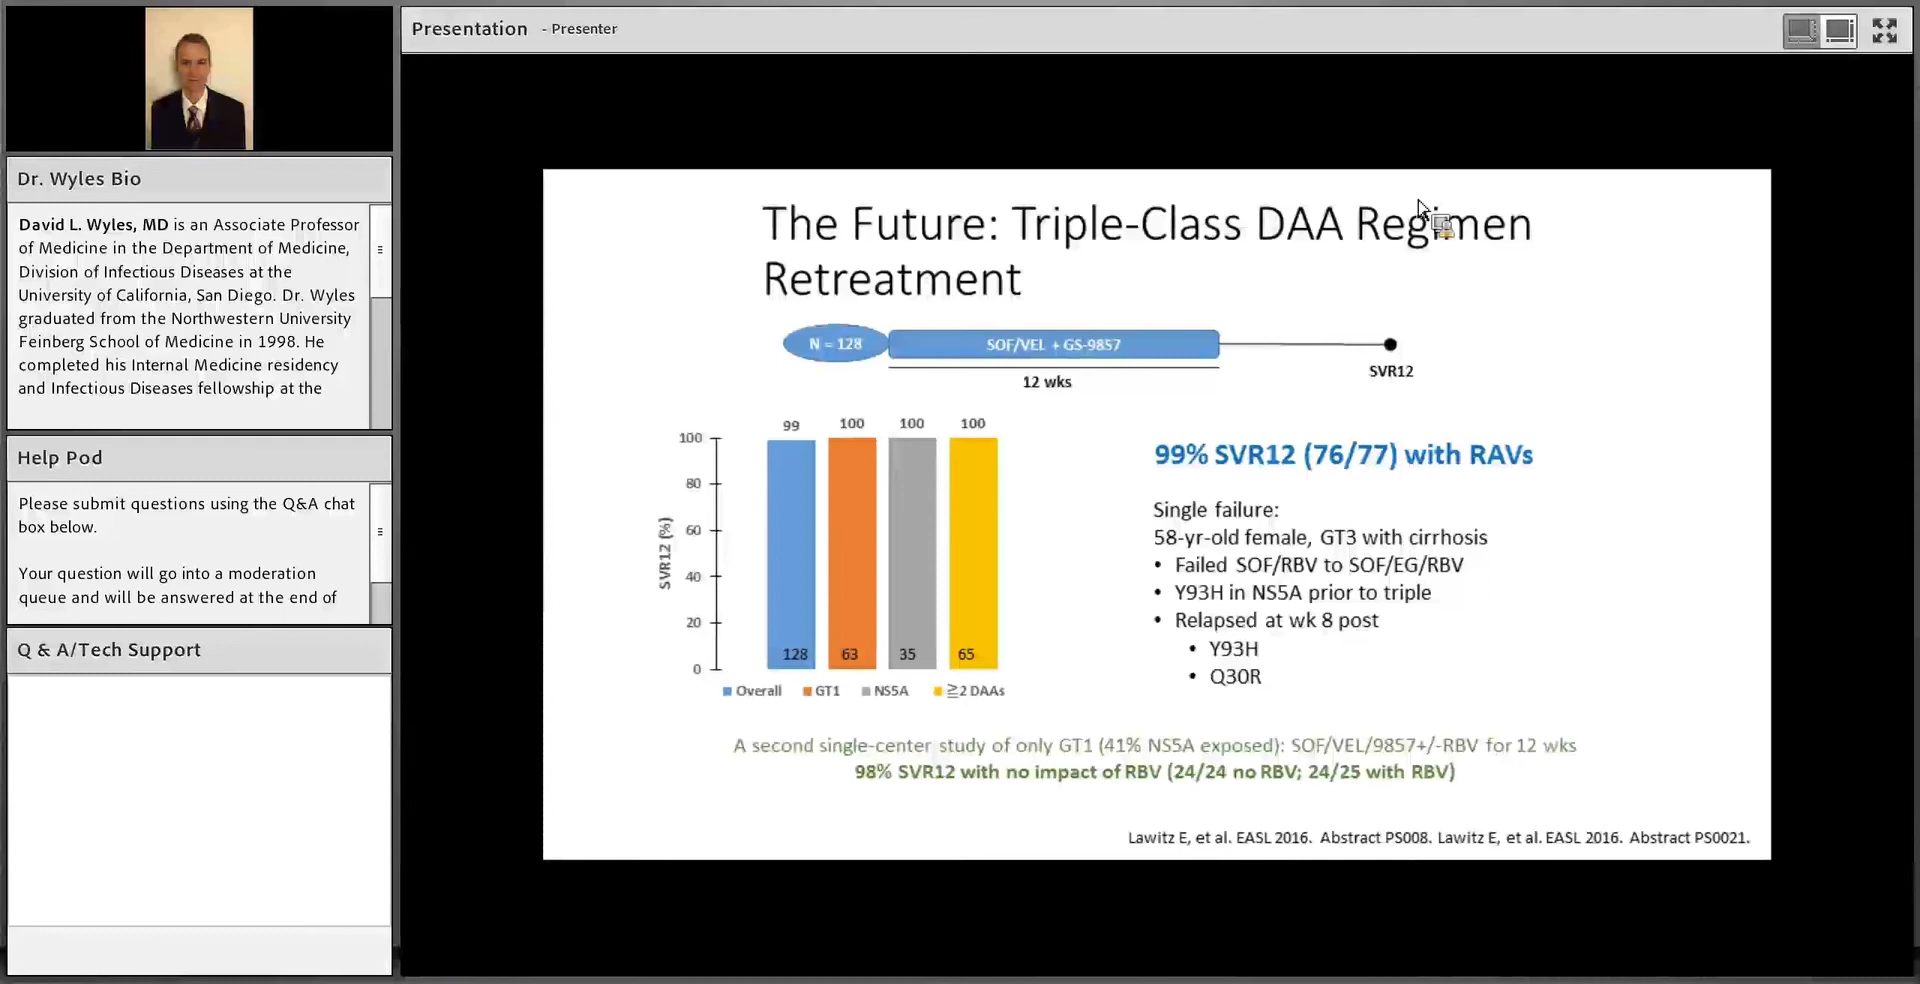 Presentation - Presenter
Dr. Wyles Bio
David L. Wyles, MD is an Associate Professor
of Medicine in the Department of Medicine,
Division of Infectious Diseases at the
University of California, San Diego. Dr. Wyles
graduated from the Northwestern University
Feinberg School of Medicine in 1998. He
completed his Internal Medicine residency
and Infectious Diseases fellowship at the
Help Pod
Please submit questions using the Q&A chat
box below.
Your question will go into a moderation
queue and will be answered at the end of
Q & A/Tech Support
The Future: Triple-Class DAA Regimen
Retreatment
N = 128
SOF/VEL + GS-9857
12 wks
SVR12
99 100 100 100
SVR12 (%)
100
80
60
40
20
0
128 63 35 65
Overall GT1 NS5A ≧2 DAAs
99% SVR12 (76/77) with RAVs
Single failure:
58-yr-old female, GT3 with cirrhosis
• Failed SOF/RBV to SOF/EG/RBV
• Y93H in NS5A prior to triple
• Relapsed at wk 8 post
• Y93H
• Q30R
A second single-center study of only GT1 (41% NS5A exposed): SOF/VEL/9857+/-RBV for 12 wks
98% SVR12 with no impact of RBV (24/24 no RBV; 24/25 with RBV)
Lawitz E, et al. EASL 2016. Abstract PS008. Lawitz E, et al. EASL 2016. Abstract PS0021.